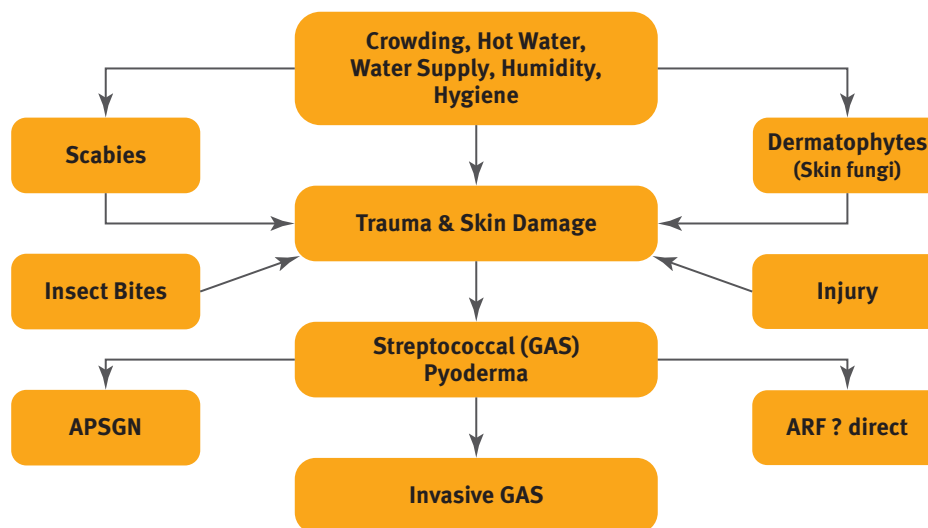 Crowding, Hot Water,
Water Supply, Humidity,
Hygiene
Scabies
Dermatophytes
(Skin fungi)
Trauma & Skin Damage
Insect Bites
Injury
Streptococcal (GAS)
Pyoderma
APSGN
ARF ? direct
Invasive GAS